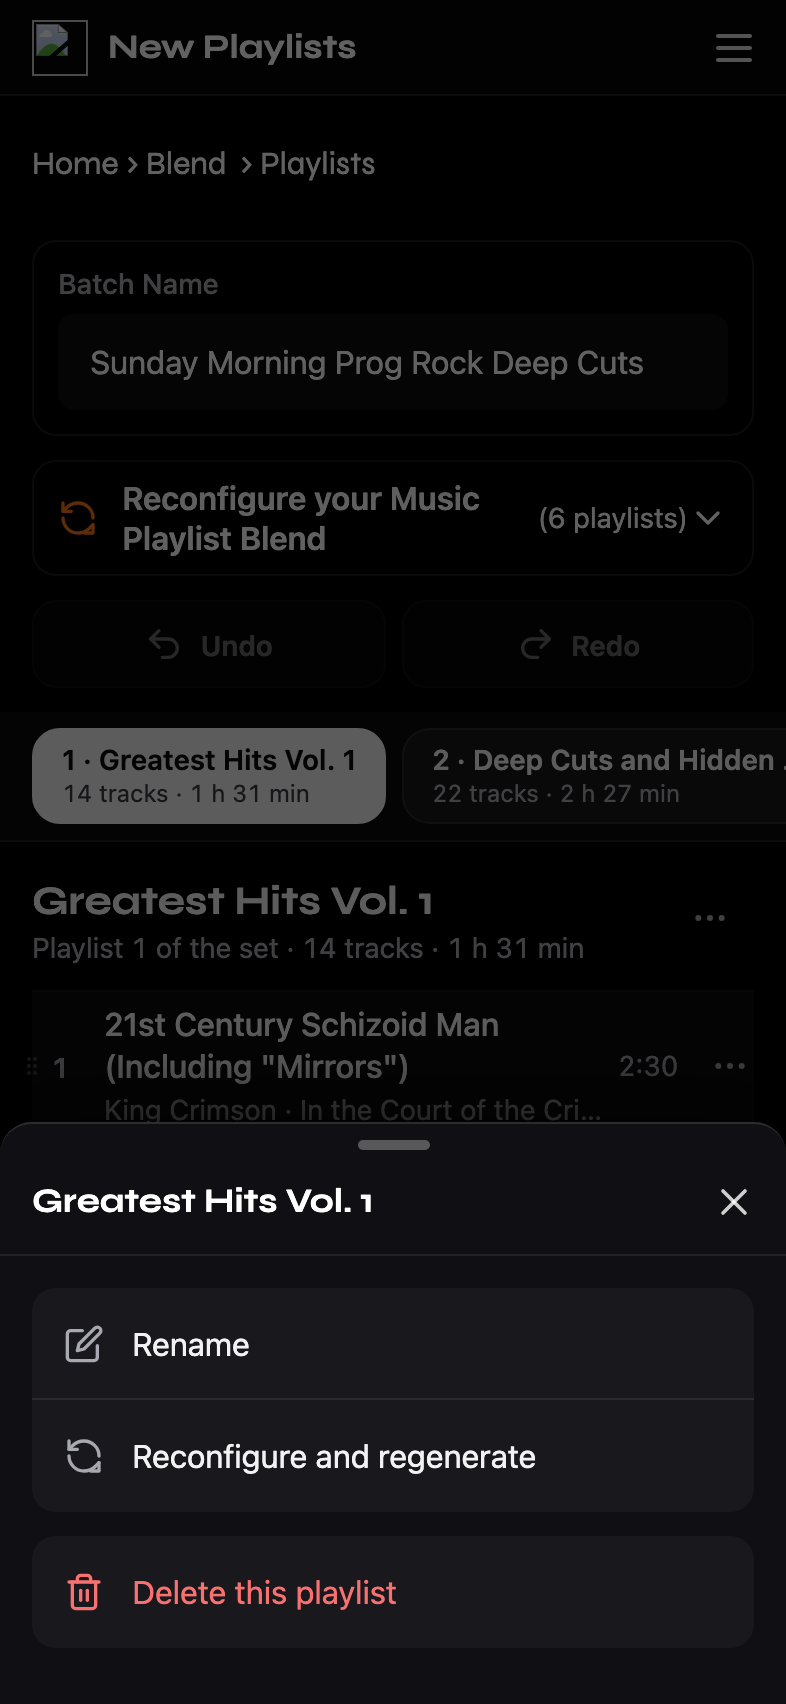 New Playlists
Home › Blend › Playlists
Batch Name
Sunday Morning Prog Rock Deep Cuts
Reconfigure your Music
Playlist Blend
(6 playlists)
Undo
Redo
1 · Greatest Hits Vol. 1
14 tracks · 1 h 31 min
2 · Deep Cuts and Hidden .
22 tracks · 2 h 27 min
Greatest Hits Vol. 1
Playlist 1 of the set · 14 tracks · 1 h 31 min
1
21st Century Schizoid Man
(Including "Mirrors")
2:30
King Crimson · In the Court of the Cri...
Greatest Hits Vol. 1
Rename
Reconfigure and regenerate
Delete this playlist